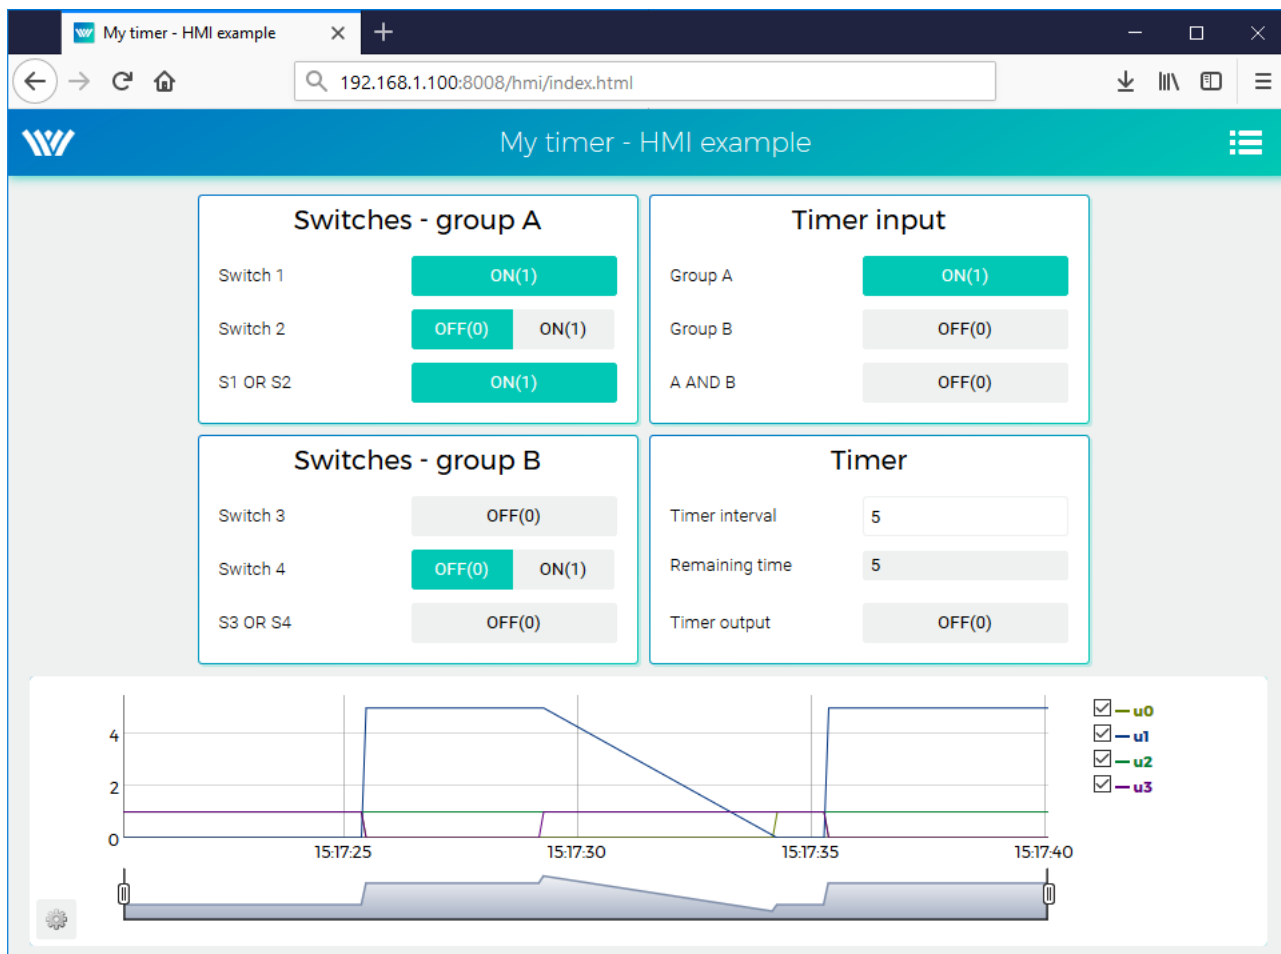 My timer - HMI example
192.168.1.100:8008/hmi/index.html
My timer - HMI example
Switches - group A
Switch 1 ON(1)
Switch 2 OFF(0) ON(1)
S1 OR S2 ON(1)
Timer input
Group A ON(1)
Group B OFF(0)
A AND B OFF(0)
Switches - group B
Switch 3 OFF(0)
Switch 4 OFF(0) ON(1)
S3 OR S4 OFF(0)
Timer
Timer interval 5
Remaining time 5
Timer output OFF(0)
4
2
0
15:17:25 15:17:30 15:17:35 15:17:40
u0
u1
u2
u3